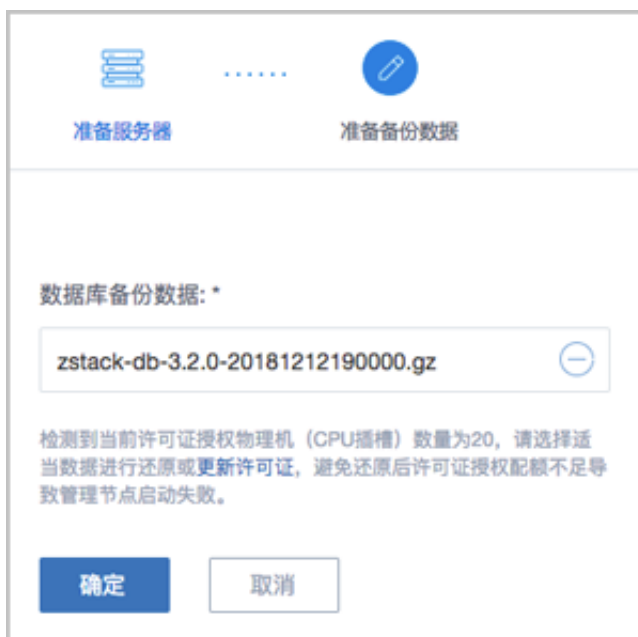 准备服务器
准备备份数据
数据库备份数据: *
zstack-db-3.2.0-20181212190000.gz
检测到当前许可证授权物理机（CPU插槽）数量为20，请选择适
当数据进行还原或更新许可证，避免还原后许可证授权配额不足导
致管理节点启动失败。
确定
取消